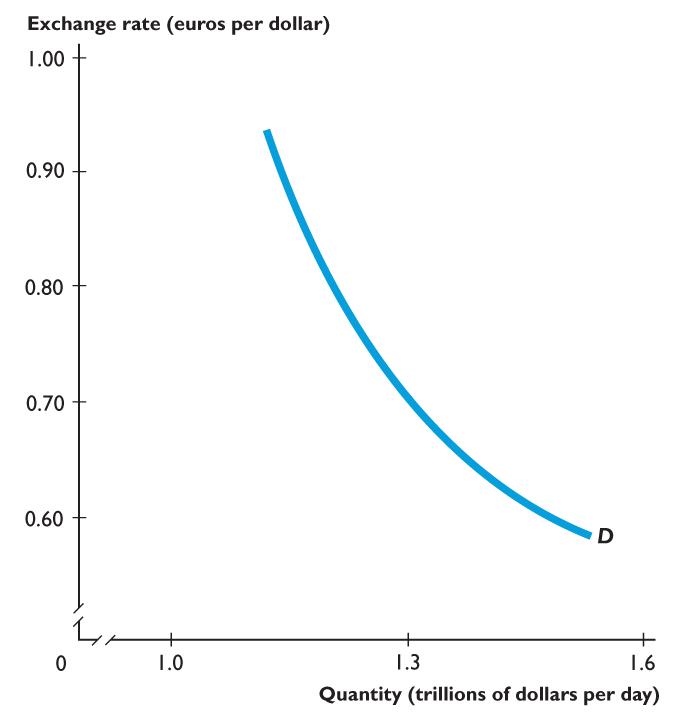 Exchange rate (euros per dollar)
1.00
0.90
0.80
0.70
0.60
D
0 1.0 1.3 1.6
Quantity (trillions of dollars per day)